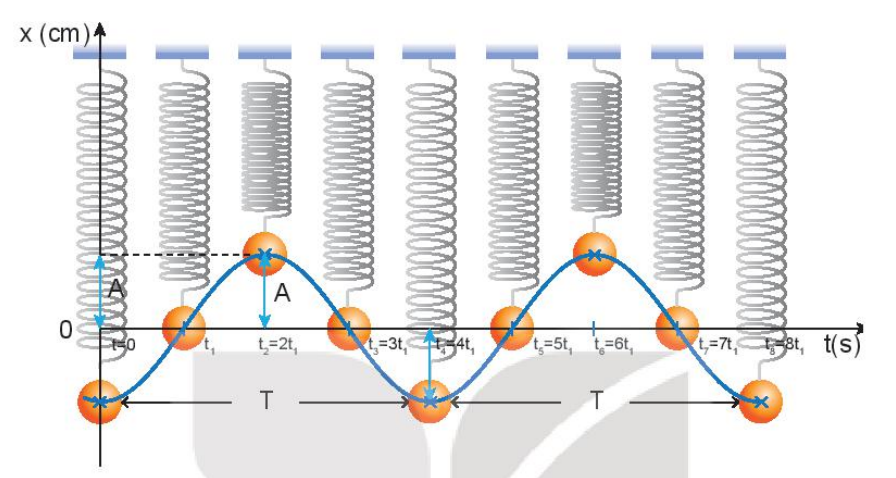 x (cm)
A
A
0
t=0
t₁
t₂=2t₁
t₃=3t₁
t₄=4t₁
t₅=5t₁
t₆=6t₁
t₇=7t₁
t₈=8t₁
t(s)
T
T